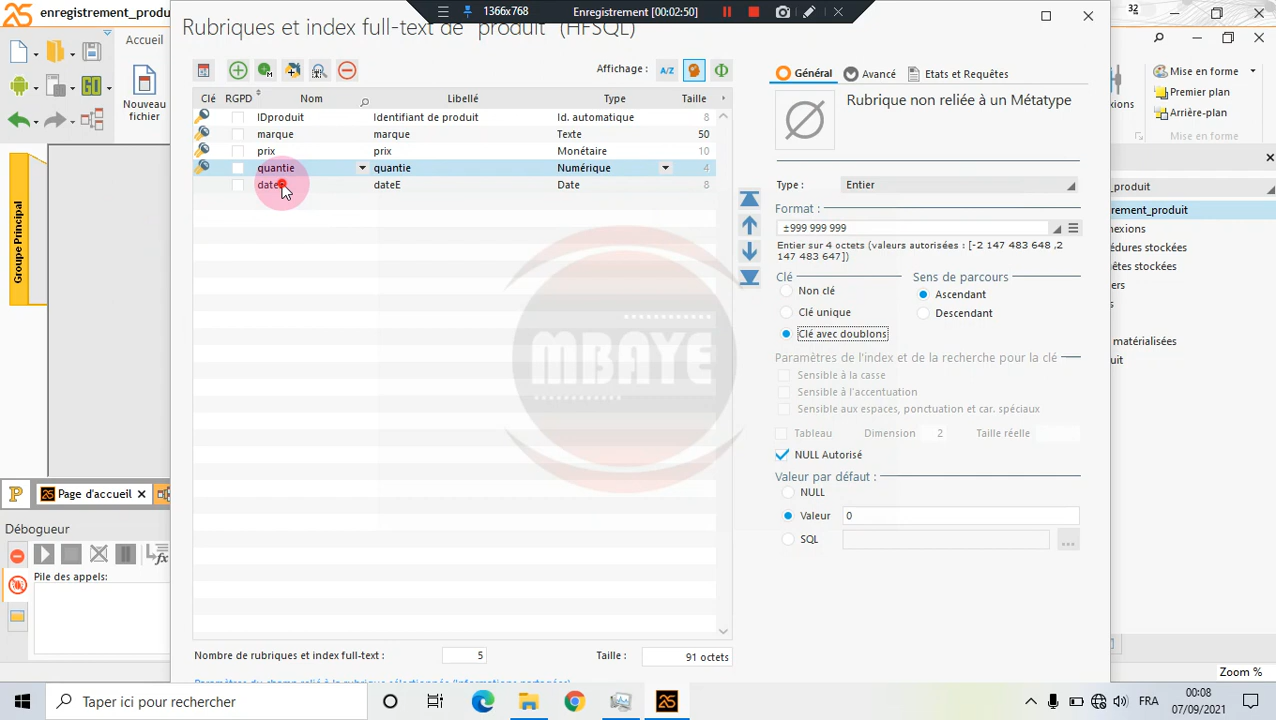 enregistrement_produi
1366x768
Enregistrement [00:02:50]
32
Rubriques et index full-text de "produit" (HFSQL)
Accueil
Nouveau
fichier
Affichage :
A/Z
Général
Avancé
Etats et Requêtes
Mise en forme
Premier plan
Arrière-plan
xions
Mise en forme
Clé RGPD Nom Libellé Type Taille
Rubrique non reliée à un Métatype
IDproduit Identifiant de produit Id. automatique 8
marque marque Texte 50
prix prix Monétaire 10
quantie quantie Numérique 4
date dateE Date 8
Type : Entier
Format :
±999 999 999
Entier sur 4 octets (valeurs autorisées : [-2 147 483 648 ,2
147 483 647])
Clé Sens de parcours
Non clé Ascendant
Clé unique Descendant
Clé avec doublons
Paramètres de l'index et de la recherche pour la clé
Sensible à la casse
Sensible à l'accentuation
Sensible aux espaces, ponctuation et car. spéciaux
Tableau Dimension 2 Taille réelle
NULL Autorisé
Valeur par défaut :
NULL
Valeur 0
SQL
...
_produit
rement_produit
nexions
édures stockées
êtes stockées
ers
matérialisées
uit
Groupe Principal
MBAYE
P
Page d'accueil
Débogueur
fx
Pile des appels:
Nombre de rubriques et index full-text : 5
Taille : 91 octets
Zoom %
Taper ici pour rechercher
25
FRA
00:08
07/09/2021